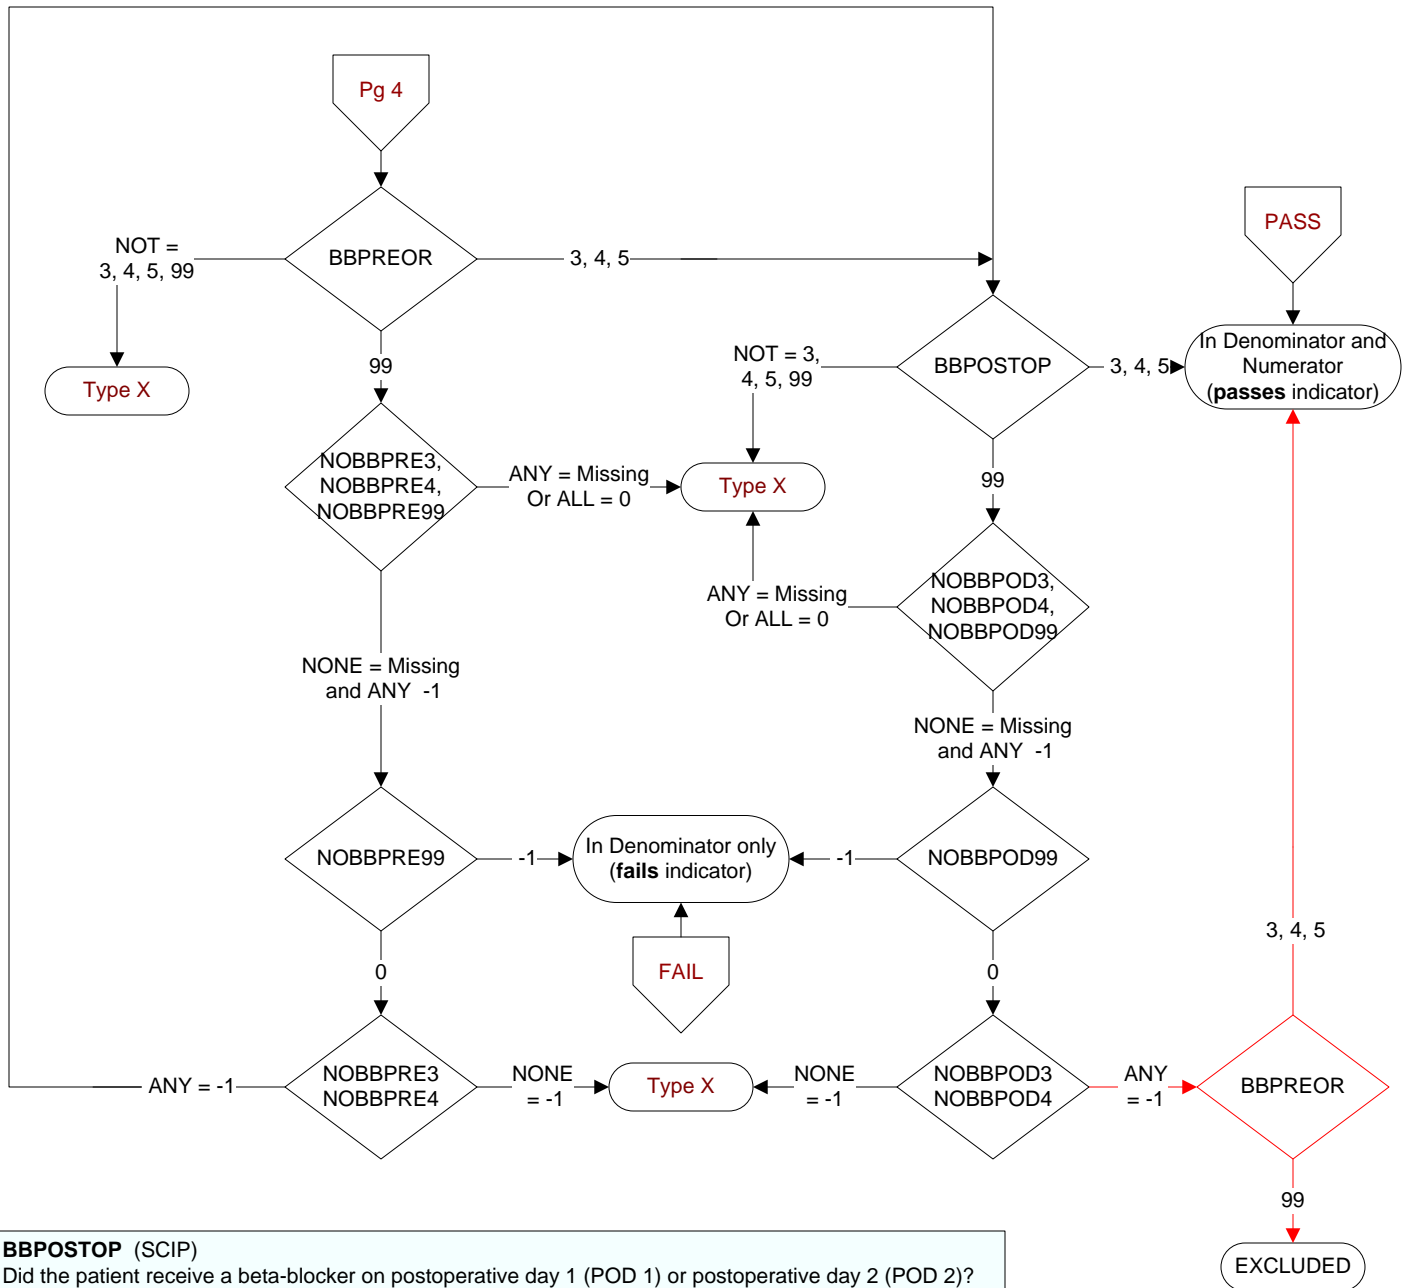 Pg 4
PASS
NOT =
3, 4, 5, 99
BBPREOR
3, 4, 5
Type X
99
NOT = 3,
4, 5, 99
BBPOSTOP
3, 4, 5
In Denominator and
Numerator
(passes indicator)
NOBBPRE3,
NOBBPRE4,
NOBBPRE99
ANY = Missing
Or ALL = 0
Type X
99
ANY = Missing
Or ALL = 0
NOBBPOD3,
NOBBPOD4,
NOBBPOD99
NONE = Missing
and ANY -1
NONE = Missing
and ANY -1
NOBBPRE99
-1
In Denominator only
(fails indicator)
-1
NOBBPOD99
0
FAIL
0
3, 4, 5
ANY = -1
NOBBPRE3
NOBBPRE4
NONE
= -1
Type X
NONE
= -1
NOBBPOD3
NOBBPOD4
ANY
= -1
BBPREOR
99
EXCLUDED
BBPOSTOP (SCIP)
Did the patient receive a beta-blocker on postoperative day 1 (POD 1) or postoperative day 2 (POD 2)?